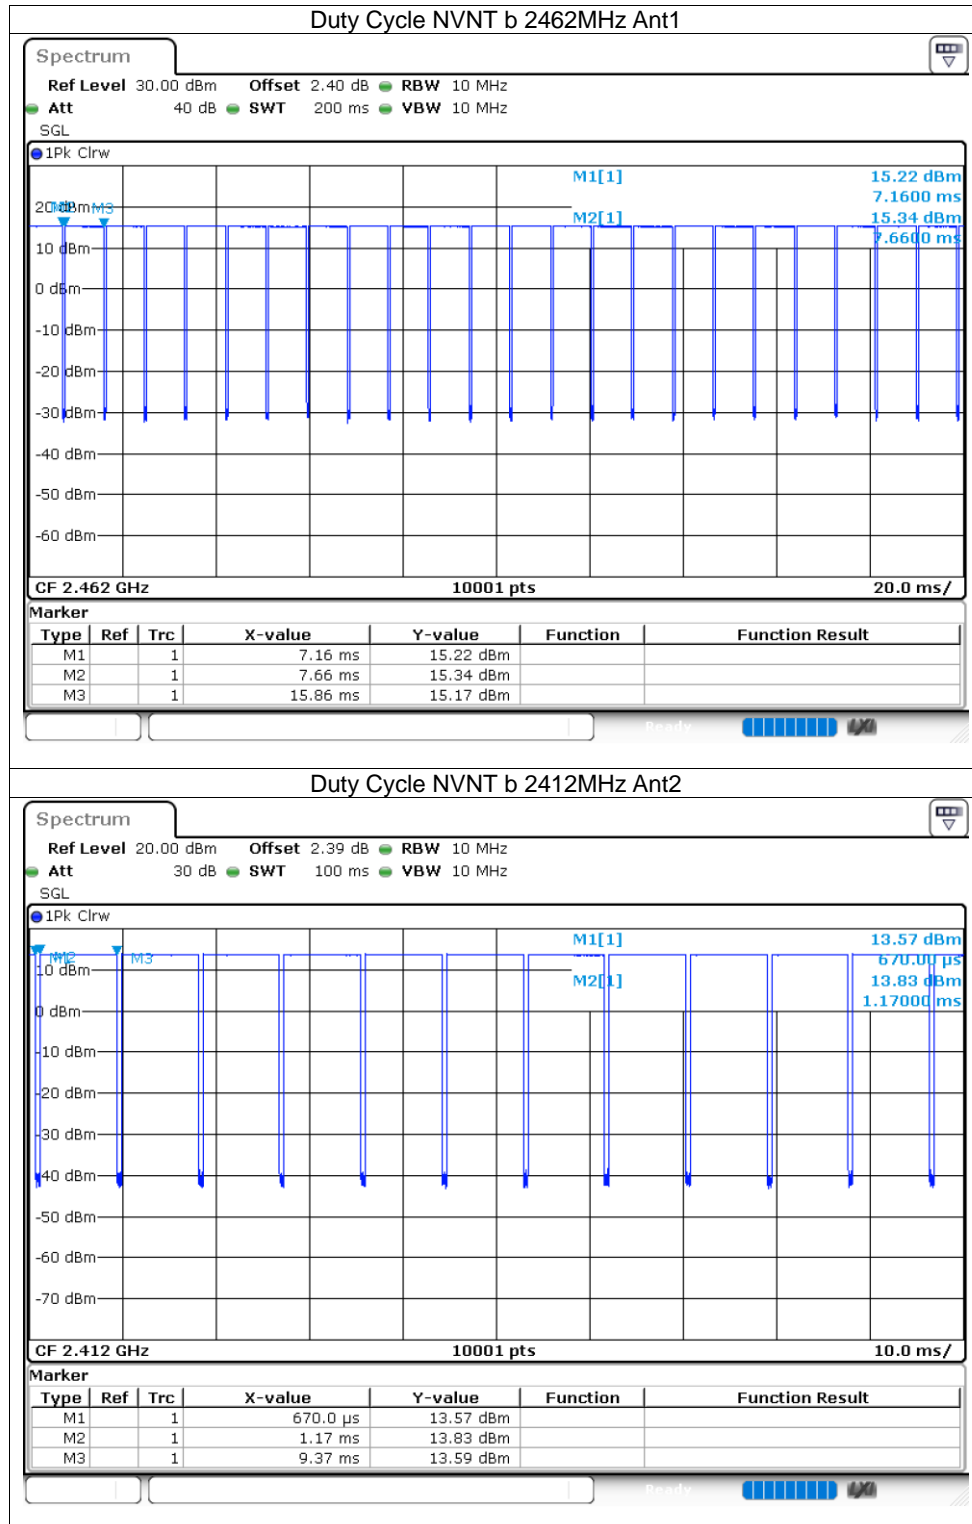 Duty Cycle NVNT b 2462MHz Ant1
Spectrum
Ref Level 30.00 dBm Offset 2.40 dB RBW 10 MHz
Att 40 dB SWT 200 ms VBW 10 MHz
SGL
1Pk Clrw
M1[1] 15.22 dBm
7.1600 ms
20 dBm M3
M2[1] 15.34 dBm
7.6600 ms
10 dBm
0 dBm
-10 dBm
-20 dBm
-30 dBm
-40 dBm
-50 dBm
-60 dBm
CF 2.462 GHz 10001 pts 20.0 ms/
Marker
Type Ref Trc X-value Y-value Function Function Result
M1 1 7.16 ms 15.22 dBm
M2 1 7.66 ms 15.34 dBm
M3 1 15.86 ms 15.17 dBm
Ready LXI
Duty Cycle NVNT b 2412MHz Ant2
Spectrum
Ref Level 20.00 dBm Offset 2.39 dB RBW 10 MHz
Att 30 dB SWT 100 ms VBW 10 MHz
SGL
1Pk Clrw
M1[1] 13.57 dBm
M2 M3 670.00 µs
10 dBm
M2[1] 13.83 dBm
1.17000 ms
0 dBm
-10 dBm
-20 dBm
-30 dBm
-40 dBm
-50 dBm
-60 dBm
-70 dBm
CF 2.412 GHz 10001 pts 10.0 ms/
Marker
Type Ref Trc X-value Y-value Function Function Result
M1 1 670.0 µs 13.57 dBm
M2 1 1.17 ms 13.83 dBm
M3 1 9.37 ms 13.59 dBm
Ready LXI